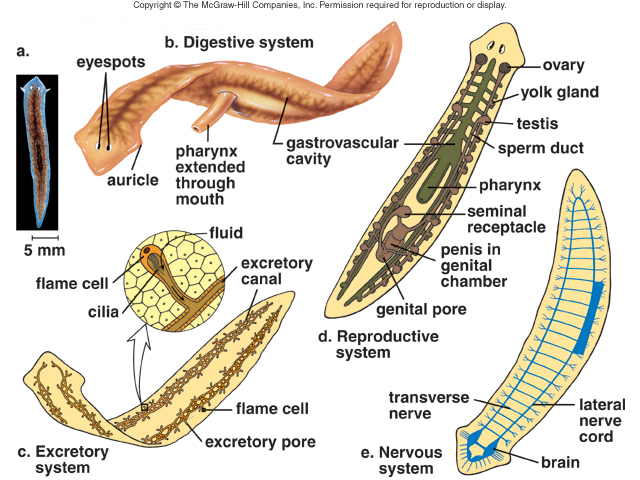 Copyright © The McGraw-Hill Companies, Inc. Permission required for reproduction or display.
a.
5 mm
b. Digestive system
eyespots
auricle
pharynx
extended
through
mouth
gastrovascular
cavity
fluid
flame cell
cilia
excretory
canal
flame cell
excretory pore
c. Excretory
system
ovary
yolk gland
testis
sperm duct
pharynx
seminal
receptacle
penis in
genital
chamber
genital pore
d. Reproductive
system
transverse
nerve
lateral
nerve
cord
brain
e. Nervous
system